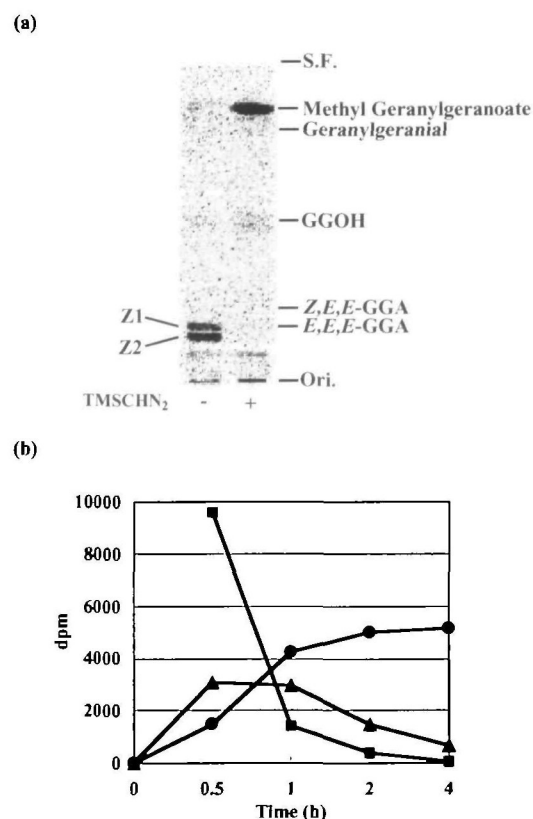 (a)
S.F.
Methyl Geranylgeranoate
Geranylgeranial
GGOH
Z,E,E-GGA
Z1
E,E,E-GGA
Z2
Ori.
TMSCHN₂ - +
(b)
10000
8000
6000
4000
2000
0
dpm
0 0.5 1 2 4
Time (h)